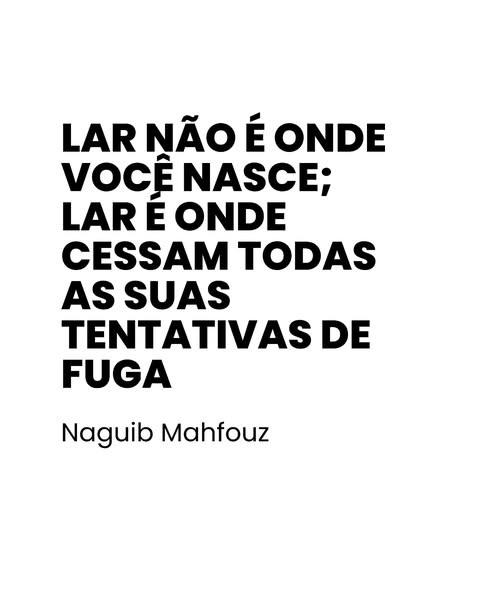 LAR NÃO É ONDE
VOCÊ NASCE;
LAR É ONDE
CESSAM TODAS
AS SUAS
TENTATIVAS DE
FUGA
Naguib Mahfouz